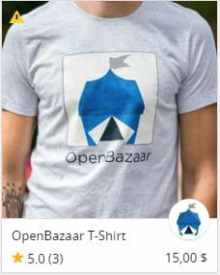 OpenBazaar
OpenBazaar T-Shirt
5.0 (3)
15,00 $